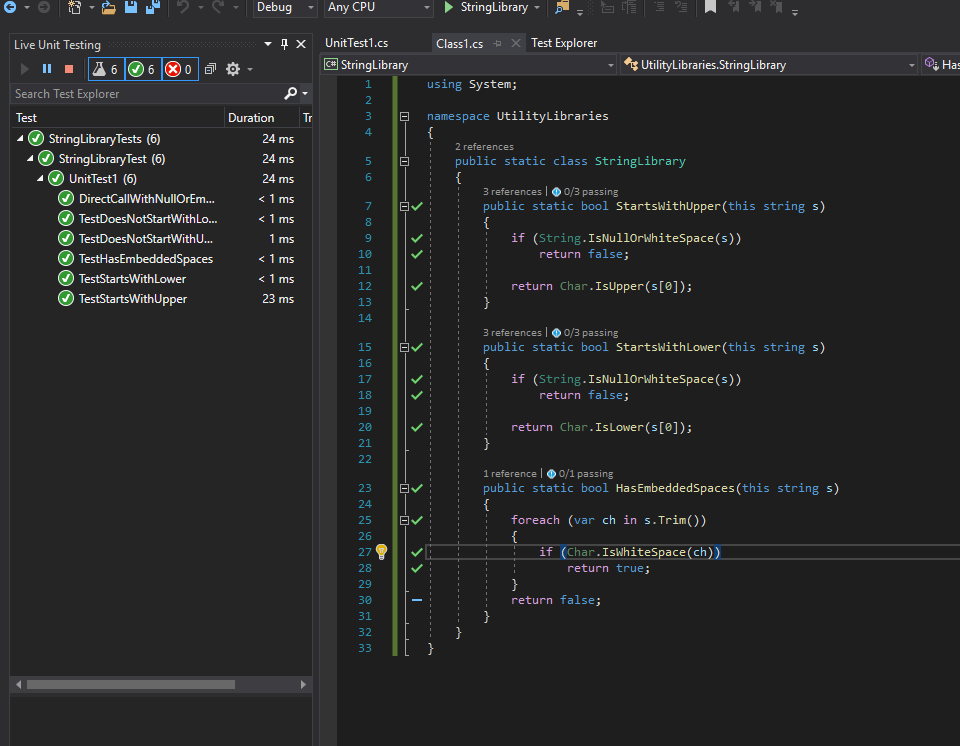 Debug Any CPU StringLibrary
Live Unit Testing
6 6 0
Search Test Explorer
Test Duration Tr
StringLibraryTests (6) 24 ms
StringLibraryTest (6) 24 ms
UnitTest1 (6) 24 ms
DirectCallWithNullOrEm... < 1 ms
TestDoesNotStartWithLo... < 1 ms
TestDoesNotStartWithU... 1 ms
TestHasEmbeddedSpaces < 1 ms
TestStartsWithLower < 1 ms
TestStartsWithUpper 23 ms
UnitTest1.cs Class1.cs Test Explorer
C# StringLibrary UtilityLibraries.StringLibrary Has
1 using System;
2
3 namespace UtilityLibraries
4 {
2 references
5 public static class StringLibrary
6 {
3 references | 0/3 passing
7 public static bool StartsWithUpper(this string s)
8 {
9 if (String.IsNullOrWhiteSpace(s))
10 return false;
11
12 return Char.IsUpper(s[0]);
13 }
14
3 references | 0/3 passing
15 public static bool StartsWithLower(this string s)
16 {
17 if (String.IsNullOrWhiteSpace(s))
18 return false;
19
20 return Char.IsLower(s[0]);
21 }
22
1 reference | 0/1 passing
23 public static bool HasEmbeddedSpaces(this string s)
24 {
25 foreach (var ch in s.Trim())
26 {
27 if (Char.IsWhiteSpace(ch))
28 return true;
29 }
30 return false;
31 }
32 }
33 }